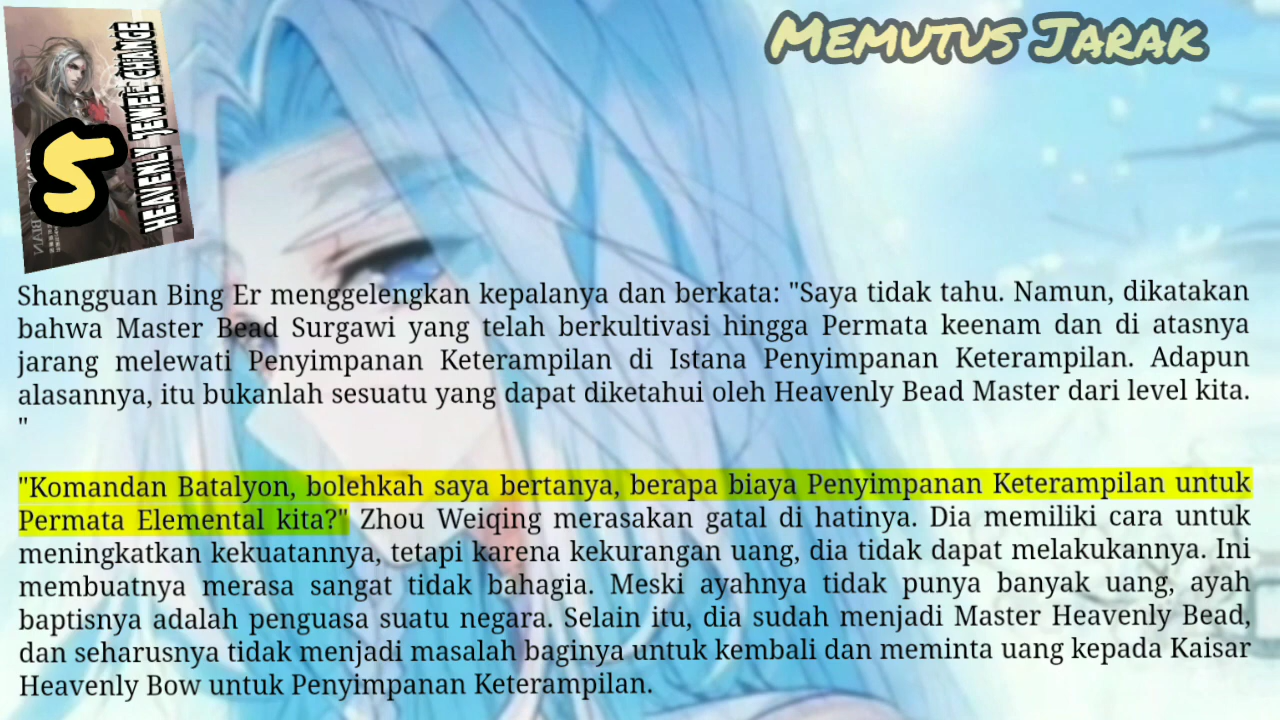 Memutus Jarak
HEAVENLY JEWEL CHANGE
5
Shangguan Bing Er menggelengkan kepalanya dan berkata: "Saya tidak tahu. Namun, dikatakan
bahwa Master Bead Surgawi yang telah berkultivasi hingga Permata keenam dan di atasnya
jarang melewati Penyimpanan Keterampilan di Istana Penyimpanan Keterampilan. Adapun
alasannya, itu bukanlah sesuatu yang dapat diketahui oleh Heavenly Bead Master dari level kita.
"
"Komandan Batalyon, bolehkah saya bertanya, berapa biaya Penyimpanan Keterampilan untuk
Permata Elemental kita?" Zhou Weiqing merasakan gatal di hatinya. Dia memiliki cara untuk
meningkatkan kekuatannya, tetapi karena kekurangan uang, dia tidak dapat melakukannya. Ini
membuatnya merasa sangat tidak bahagia. Meski ayahnya tidak punya banyak uang, ayah
baptisnya adalah penguasa suatu negara. Selain itu, dia sudah menjadi Master Heavenly Bead,
dan seharusnya tidak menjadi masalah baginya untuk kembali dan meminta uang kepada Kaisar
Heavenly Bow untuk Penyimpanan Keterampilan.